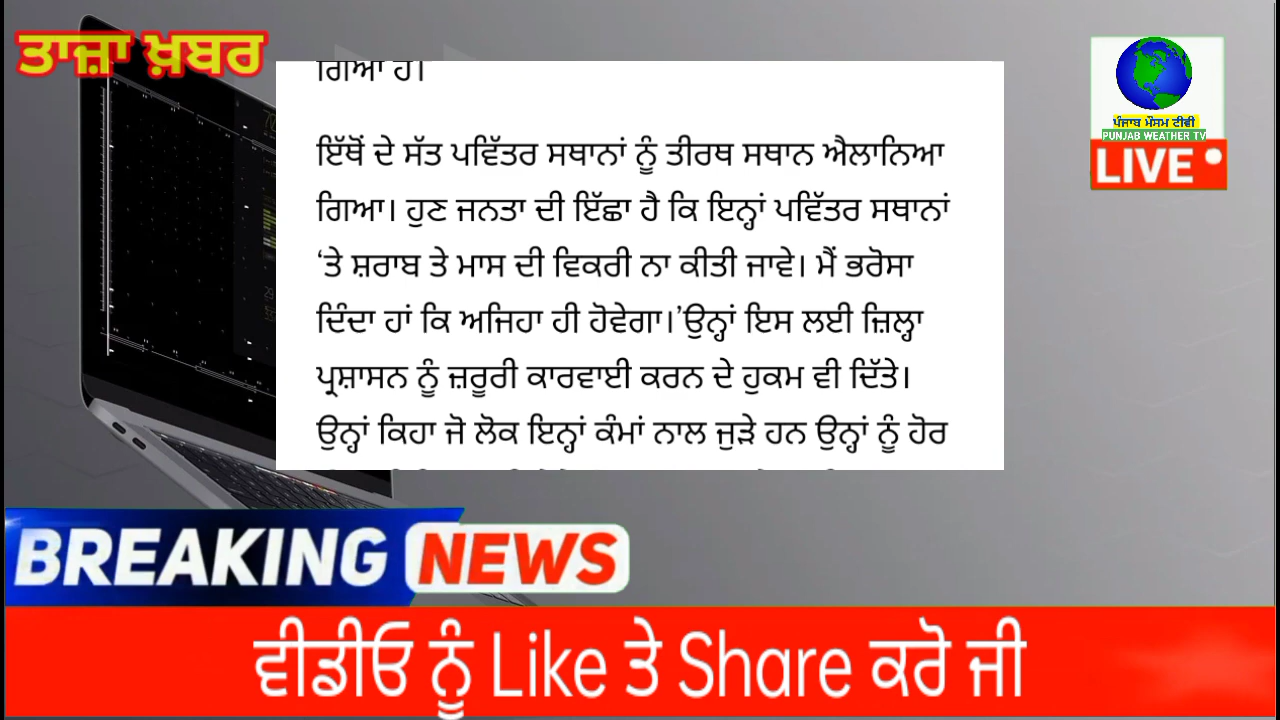 ਤਾਜ਼ਾ ਖ਼ਬਰ
ਪੰਜਾਬ ਮੌਸਮ ਟੀਵੀ
PUNJAB WEATHER TV
LIVE
ਗਿਆ ਹੈ।
ਇੱਥੋਂ ਦੇ ਸੱਤ ਪਵਿੱਤਰ ਸਥਾਨਾਂ ਨੂੰ ਤੀਰਥ ਸਥਾਨ ਐਲਾਨਿਆ
ਗਿਆ। ਹੁਣ ਜਨਤਾ ਦੀ ਇੱਛਾ ਹੈ ਕਿ ਇਨ੍ਹਾਂ ਪਵਿੱਤਰ ਸਥਾਨਾਂ
‘ਤੇ ਸ਼ਰਾਬ ਤੇ ਮਾਸ ਦੀ ਵਿਕਰੀ ਨਾ ਕੀਤੀ ਜਾਵੇ। ਮੈਂ ਭਰੋਸਾ
ਦਿੰਦਾ ਹਾਂ ਕਿ ਅਜਿਹਾ ਹੀ ਹੋਵੇਗਾ।’ਉਨ੍ਹਾਂ ਇਸ ਲਈ ਜ਼ਿਲ੍ਹਾ
ਪ੍ਰਸ਼ਾਸਨ ਨੂੰ ਜ਼ਰੂਰੀ ਕਾਰਵਾਈ ਕਰਨ ਦੇ ਹੁਕਮ ਵੀ ਦਿੱਤੇ।
ਉਨ੍ਹਾਂ ਕਿਹਾ ਜੋ ਲੋਕ ਇਨ੍ਹਾਂ ਕੰਮਾਂ ਨਾਲ ਜੁੜੇ ਹਨ ਉਨ੍ਹਾਂ ਨੂੰ ਹੋਰ
BREAKING NEWS
ਵੀਡੀਓ ਨੂੰ Like ਤੇ Share ਕਰੋ ਜੀ